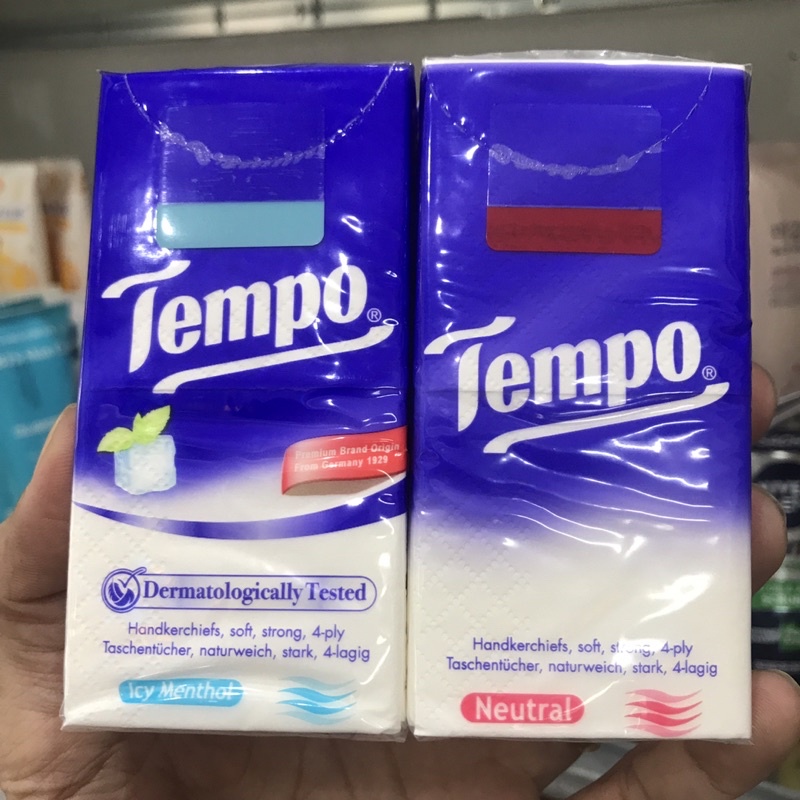 Tempo®
Premium Brand Origin
From Germany 1929
Dermatologically Tested
Handkerchiefs, soft, strong, 4-ply
Taschentücher, naturweich, stark, 4-lagig
Icy Menthol
Tempo®
Handkerchiefs, soft, strong, 4-ply
Taschentücher, naturweich, stark, 4-lagig
Neutral